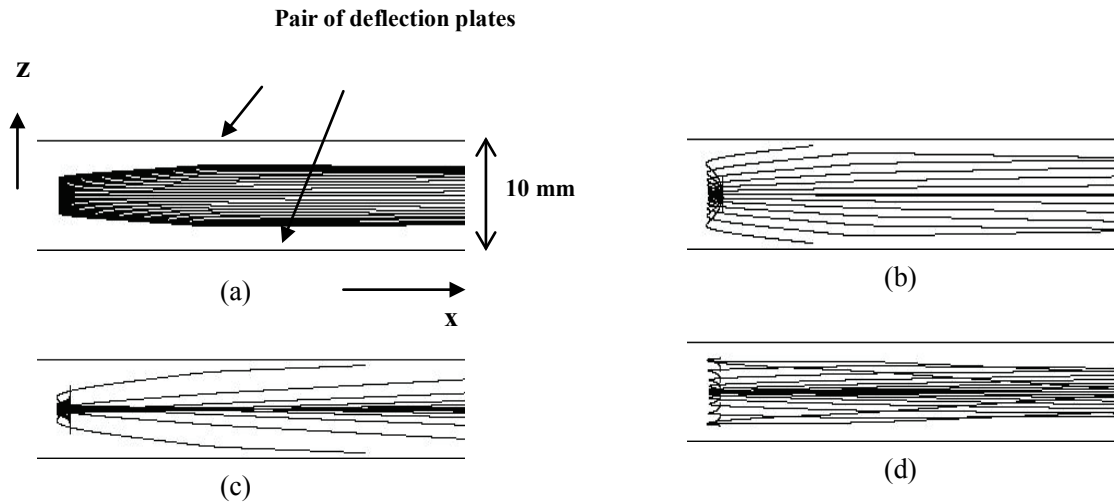 Pair of deflection plates
z
10 mm
(a)
(b)
x
(c)
(d)